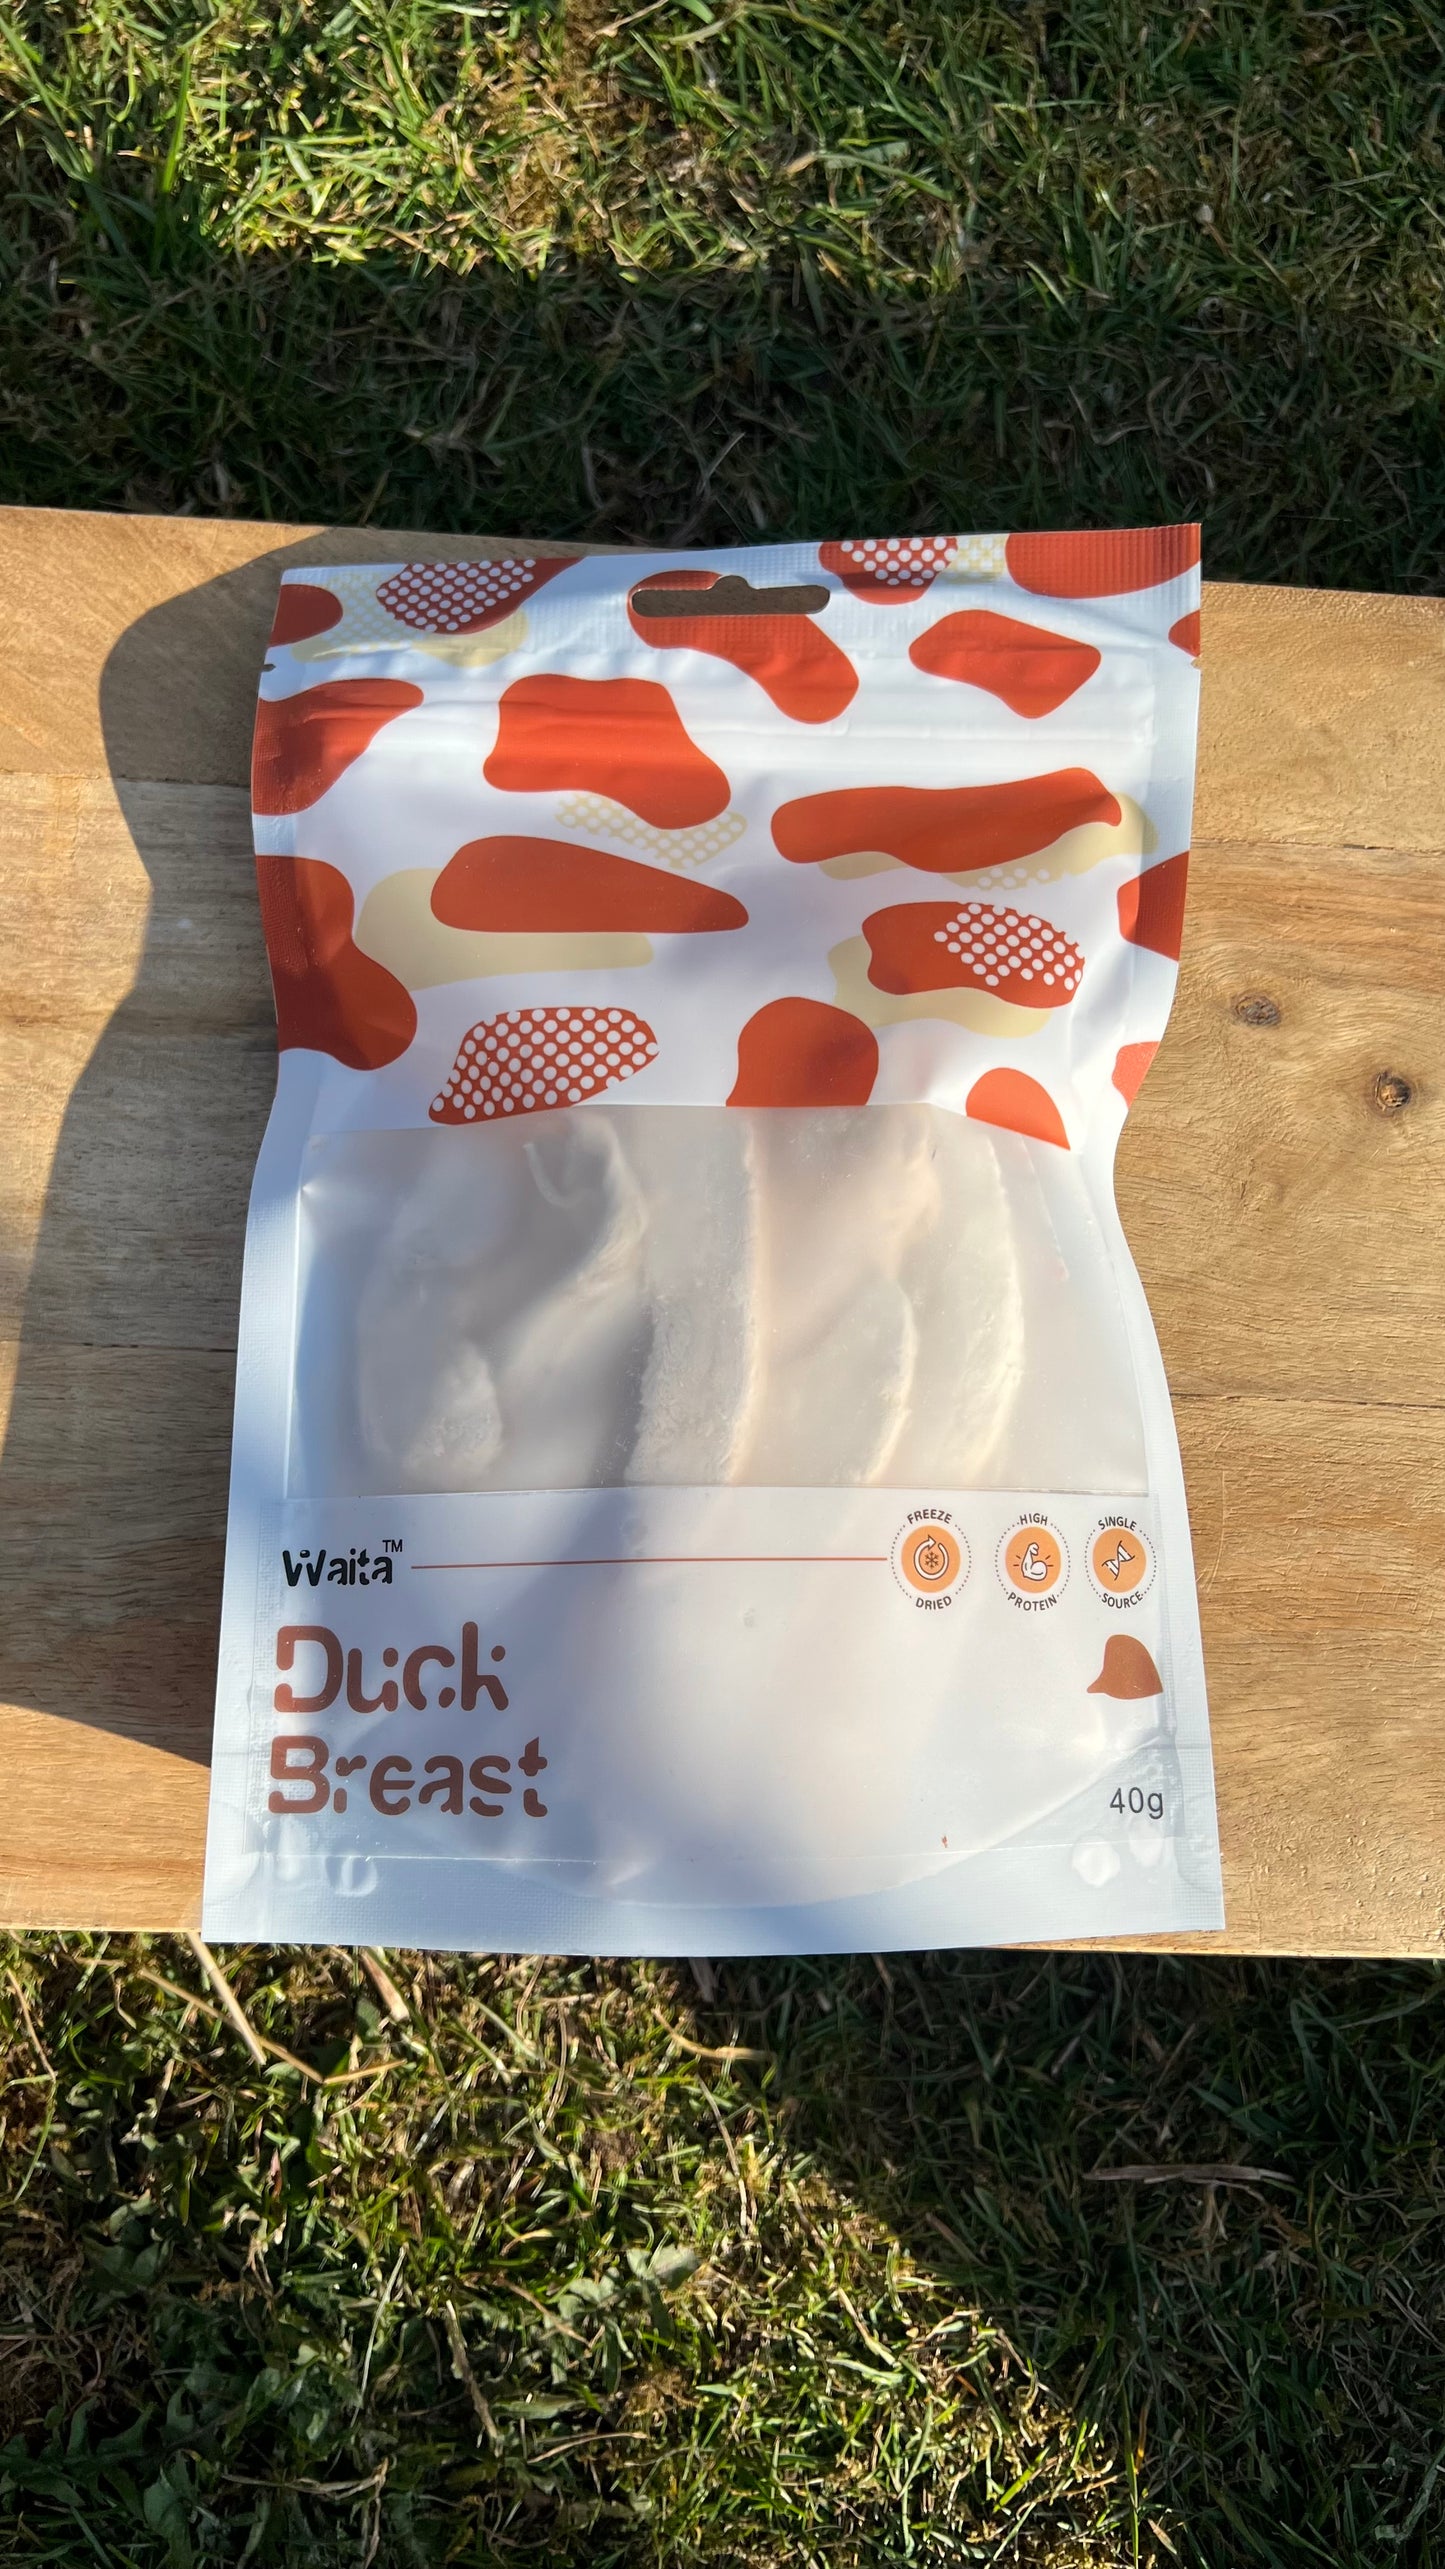 Waita™
FREEZE
DRIED
HIGH
PROTEIN
SINGLE
SOURCE
Duck
Breast
40g